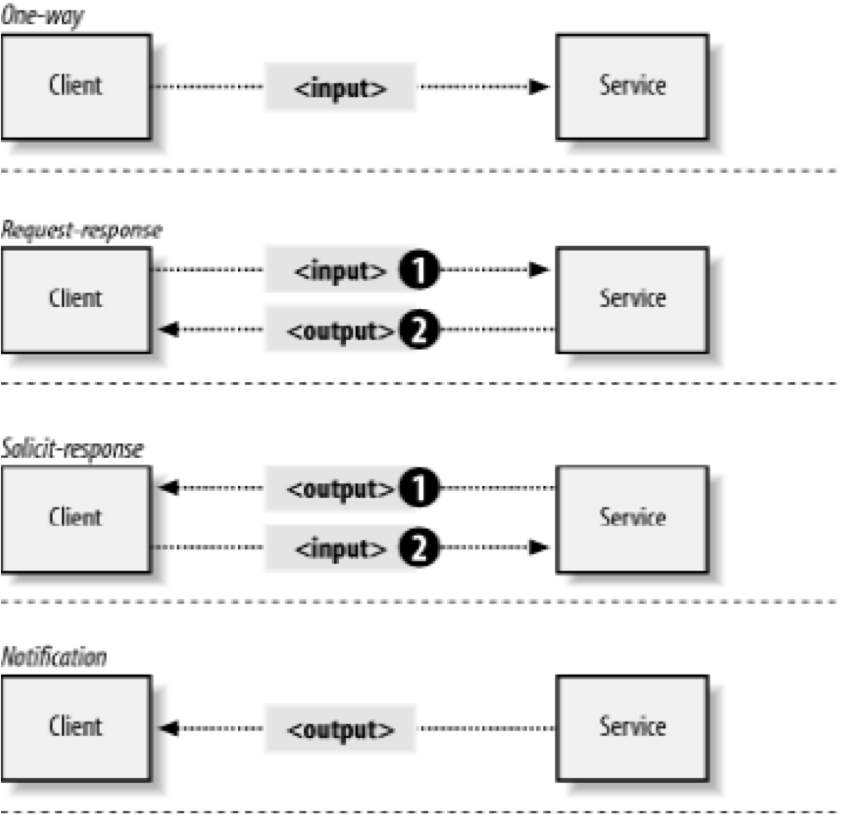 One-way
Client <input> Service
Request-response
<input> 1
Client Service
<output> 2
Solicit-response
<output> 1
Client Service
<input> 2
Notification
Client <output> Service